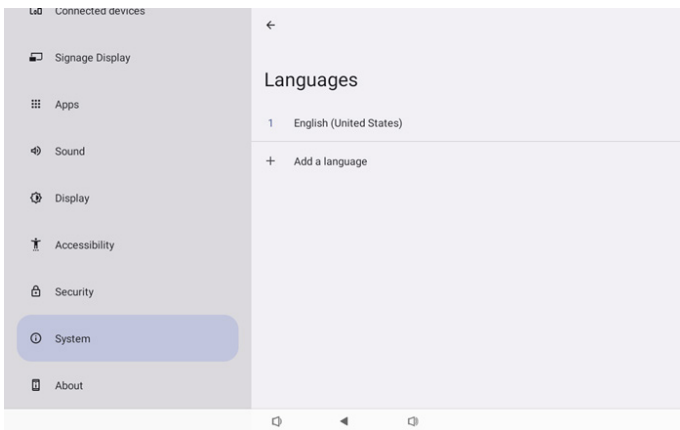 Connected devices
Signage Display
Apps
Sound
Display
Accessibility
Security
System
About
Languages
1 English (United States)
+ Add a language